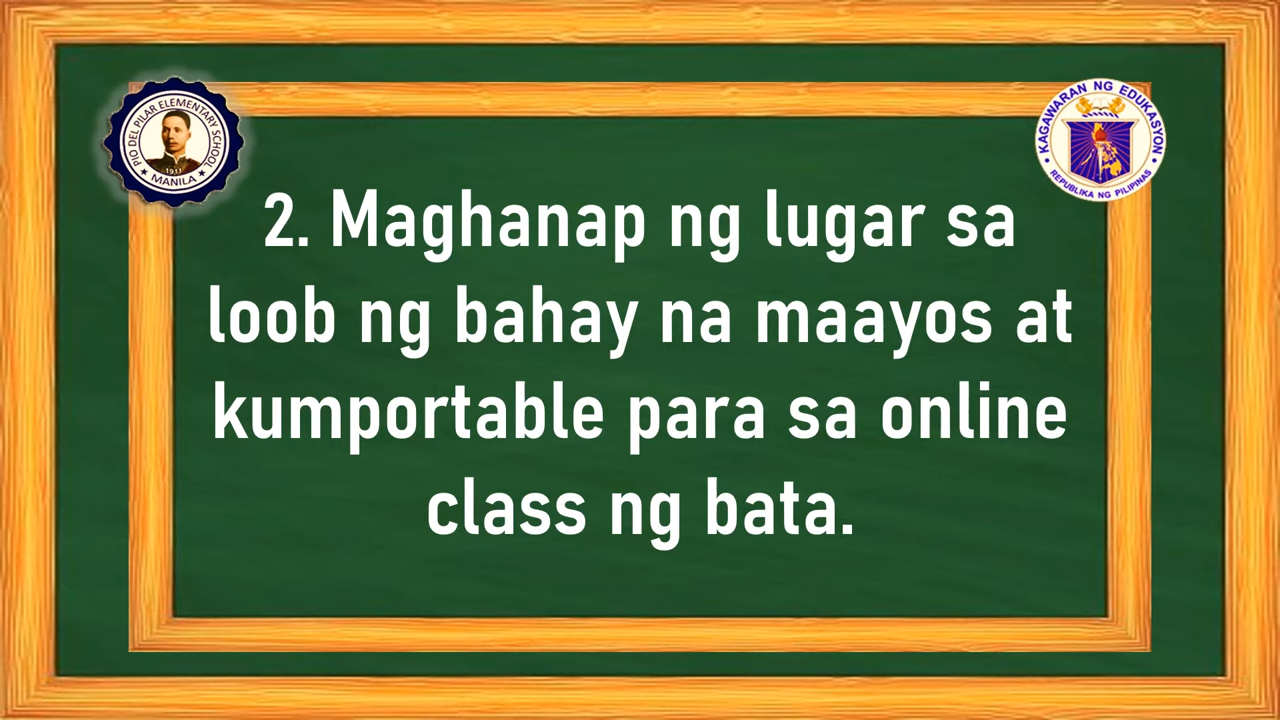 PIO DEL PILAR ELEMENTARY SCHOOL
1911
MANILA
KAGAWARAN NG EDUKASYON
REPUBLIKA NG PILIPINAS
2. Maghanap ng lugar sa
loob ng bahay na maayos at
kumportable para sa online
class ng bata.